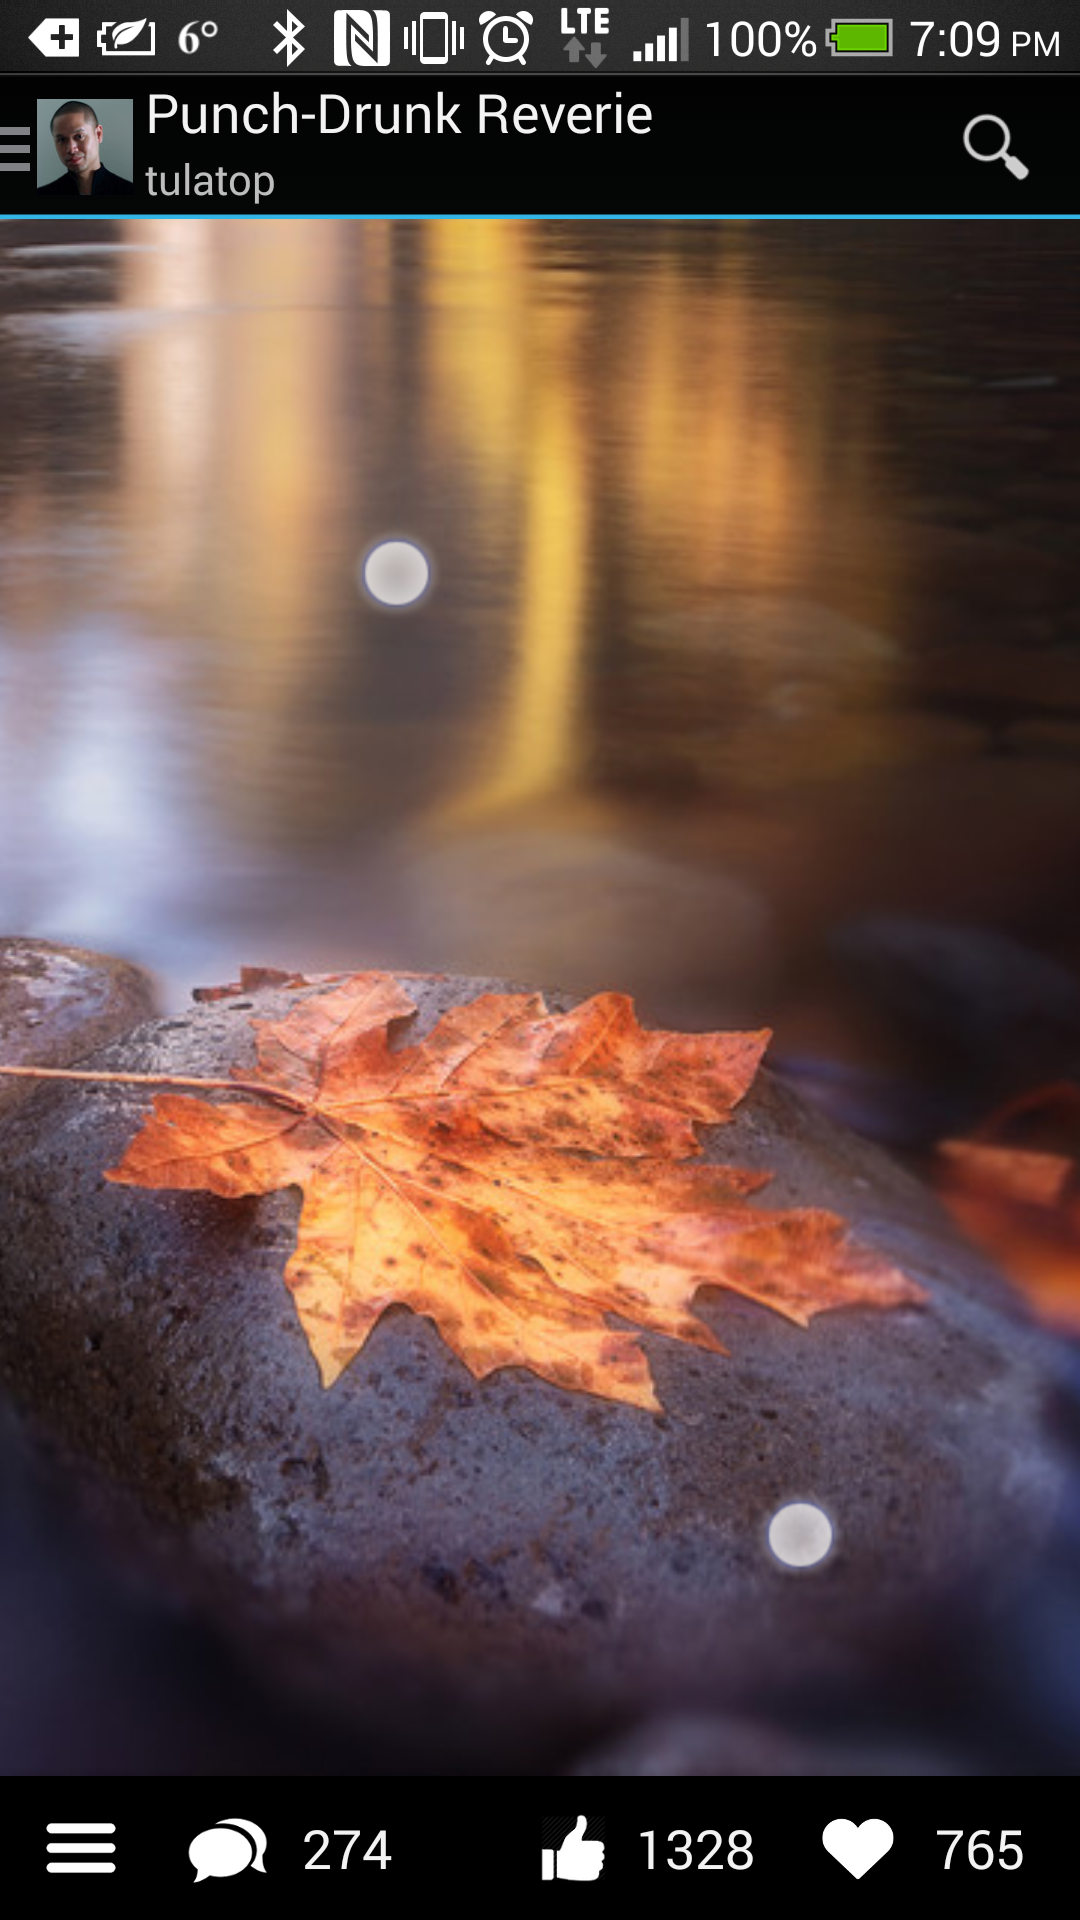 6° LTE 100% 7:09 PM
Punch-Drunk Reverie
tulatop
274 1328 765